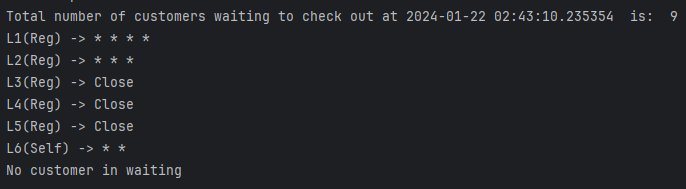 Total number of customers waiting to check out at 2024-01-22 02:43:10.235354  is:  9
L1(Reg) -> * * * *
L2(Reg) -> * * *
L3(Reg) -> Close
L4(Reg) -> Close
L5(Reg) -> Close
L6(Self) -> * *
No customer in waiting